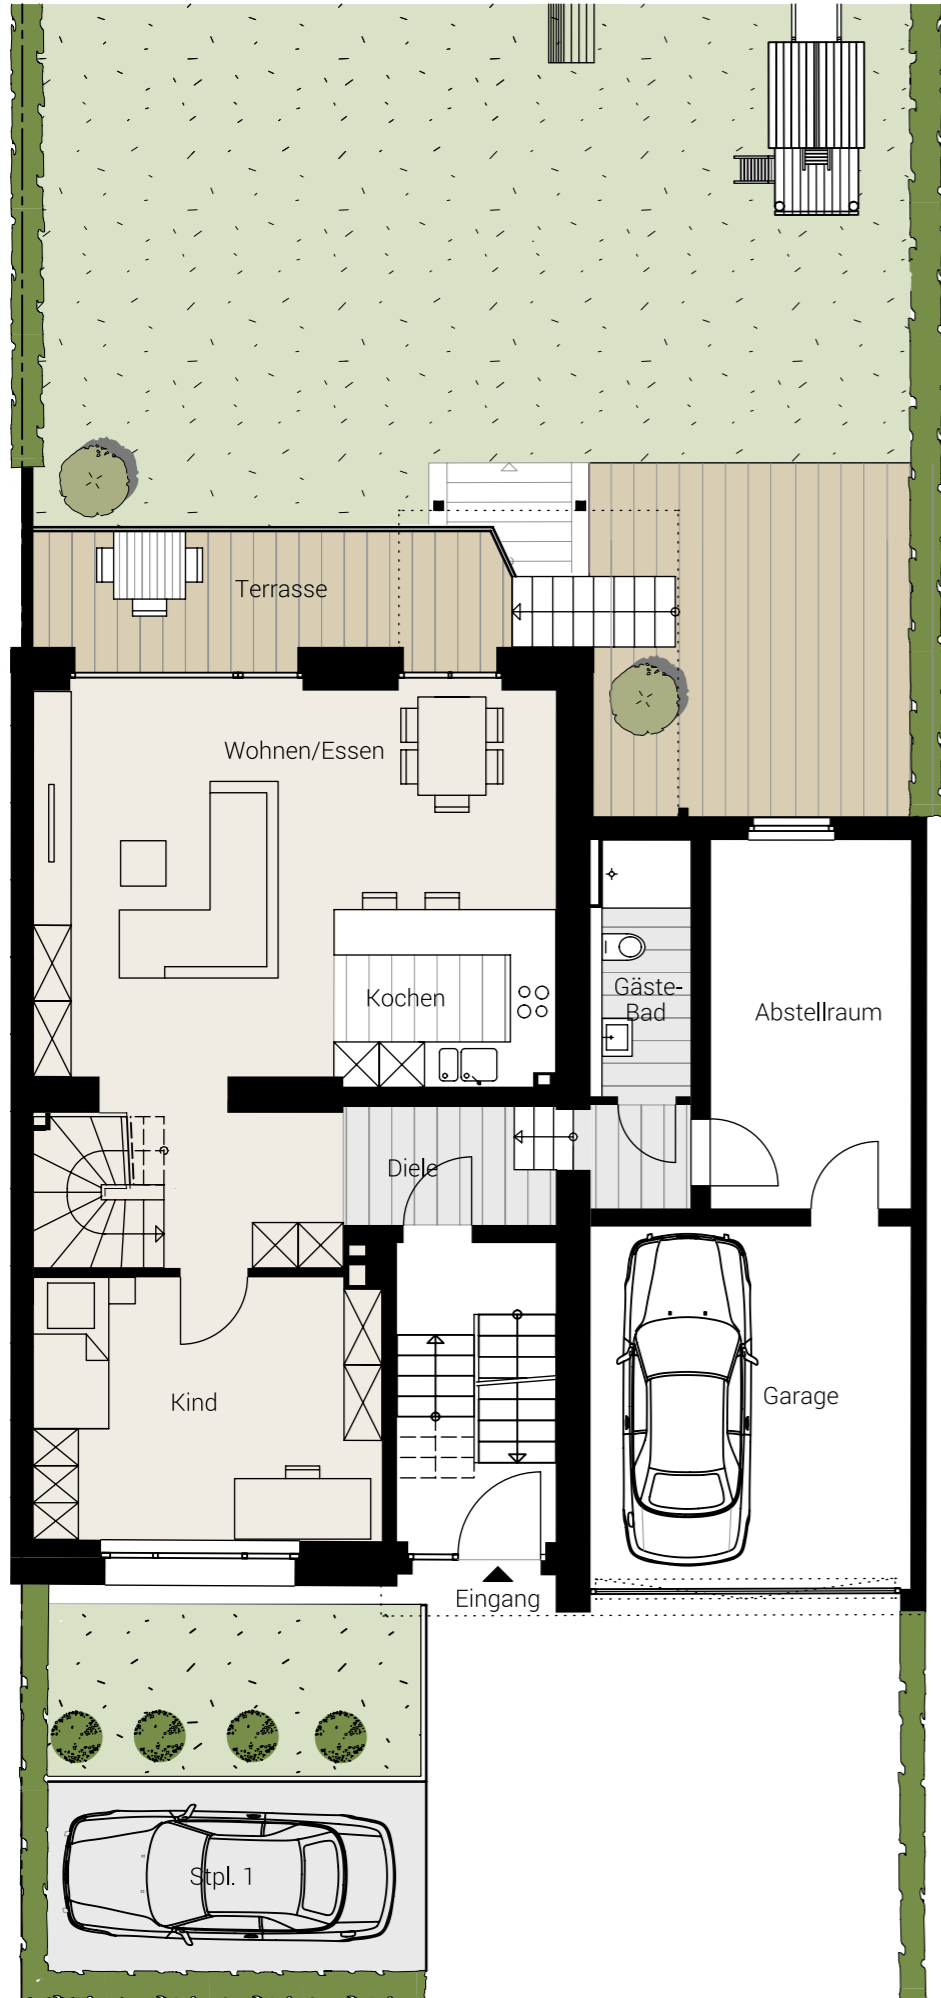 Terrasse
Wohnen/Essen
Kochen
Gäste-
Bad
Abstellraum
Diele
Kind
Garage
Eingang
Stpl. 1